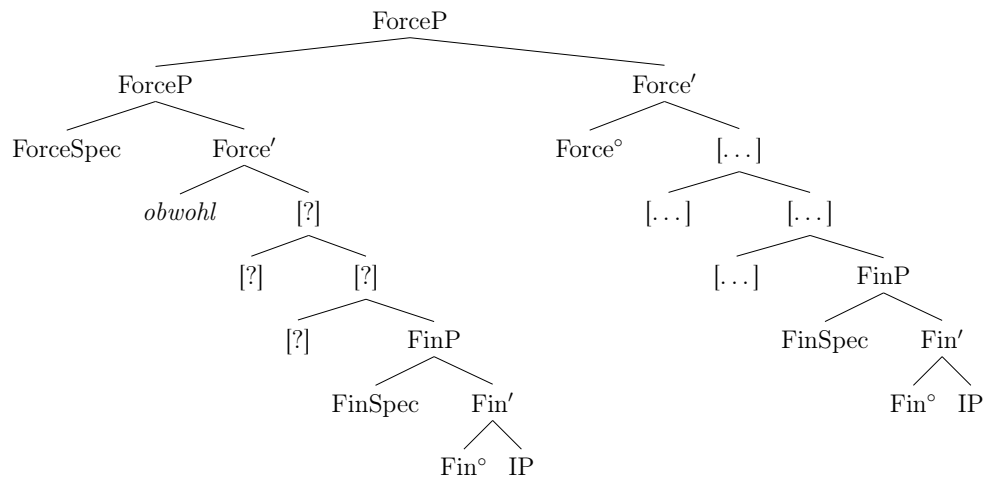 ForceP
ForceP Force′
ForceSpec Force′ Force° [. . .]
obwohl [?] [. . .] [. . .]
[?] [?] [. . .] FinP
[?] FinP FinSpec Fin′
FinSpec Fin′ Fin° IP
Fin° IP